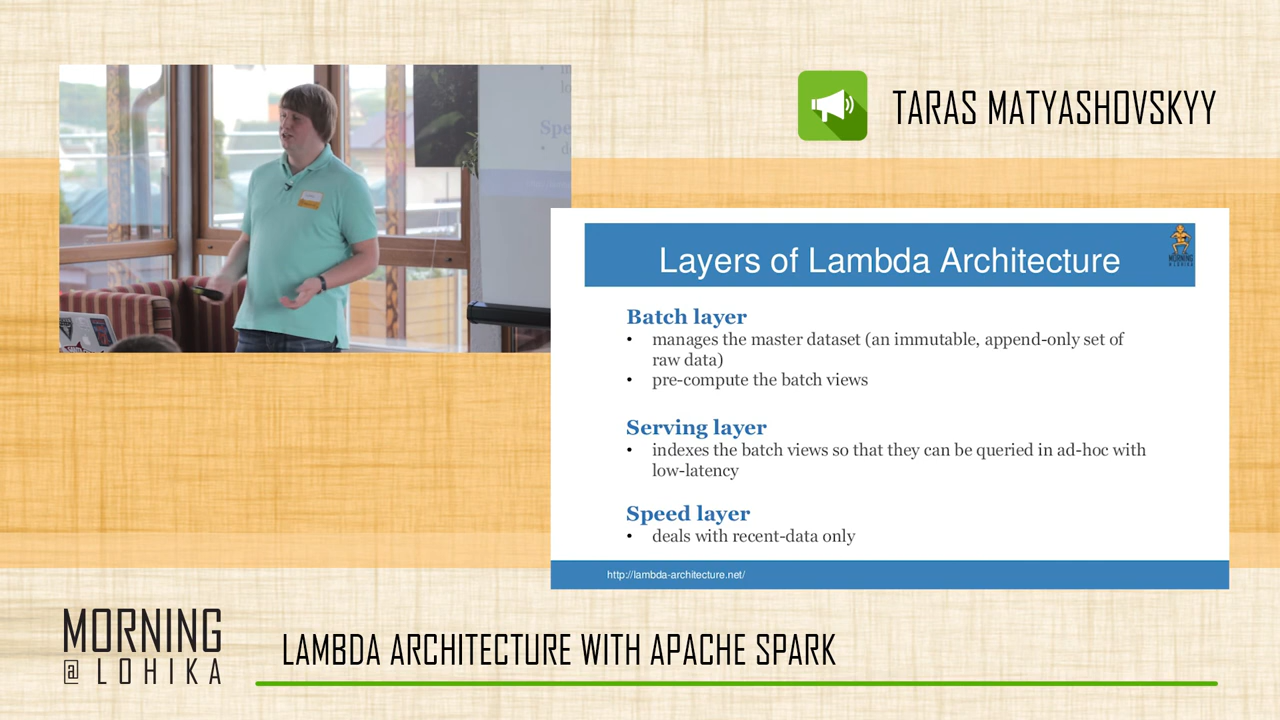 TARAS MATYASHOVSKYY
Layers of Lambda Architecture
MORNING
@ LOHIKA
Batch layer
• manages the master dataset (an immutable, append-only set of
raw data)
• pre-compute the batch views
Serving layer
• indexes the batch views so that they can be queried in ad-hoc with
low-latency
Speed layer
• deals with recent-data only
http://lambda-architecture.net/
MORNING
@ LOHIKA
LAMBDA ARCHITECTURE WITH APACHE SPARK